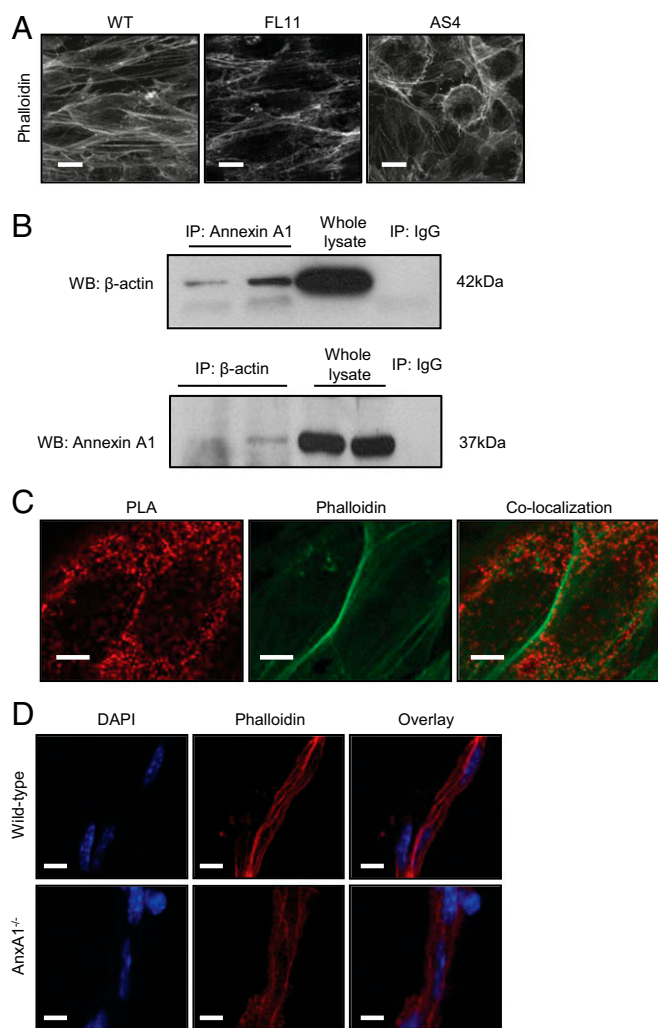 A
WT FL11 AS4
Phalloidin
B
IP: Annexin A1 Whole lysate IP: IgG
WB: β-actin 42kDa
IP: β-actin Whole lysate IP: IgG
WB: Annexin A1 37kDa
C
PLA Phalloidin Co-localization
D
DAPI Phalloidin Overlay
Wild-type
AnxA1-/-